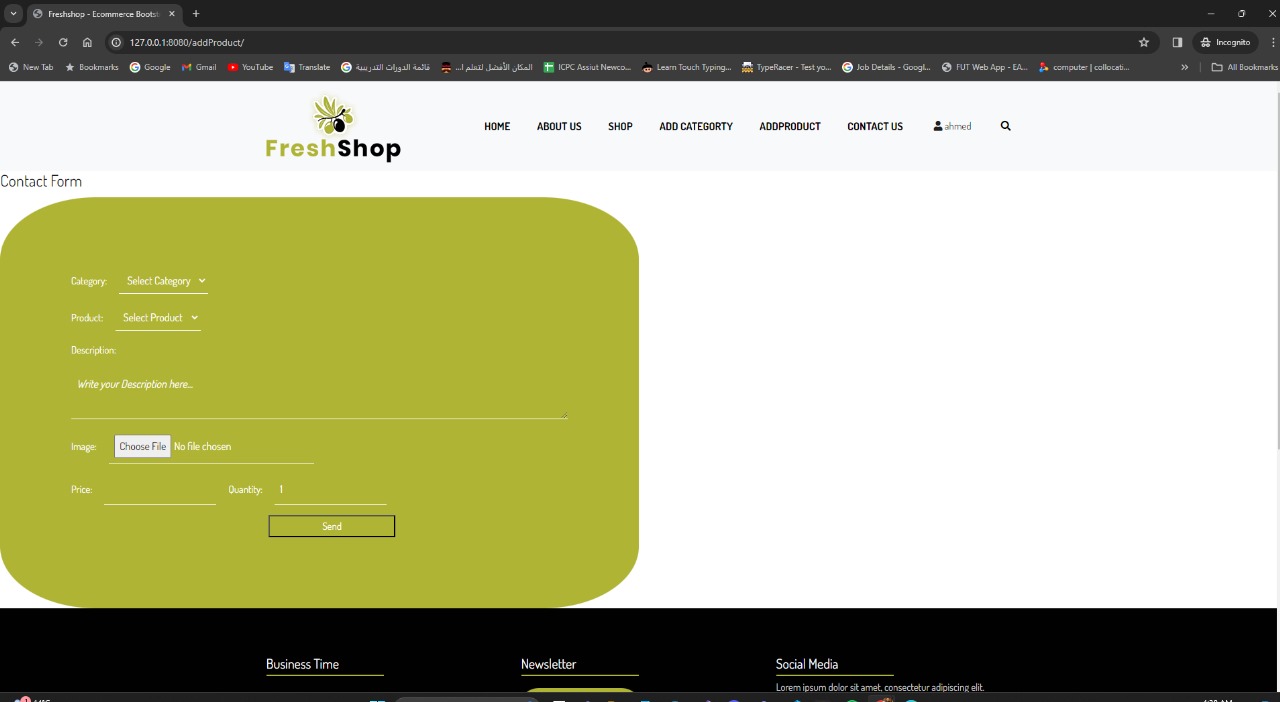 Freshshop - Ecommerce Bootst
127.0.0.1:8080/addProduct/
Incognito
New Tab Bookmarks Google Gmail YouTube Translate قائمة الدورات التدريبية المكان الأفضل لتعلم ا... ICPC Assiut Newco... Learn Touch Typing... TypeRacer - Test yo... Job Details - Googl... FUT Web App - EA... computer | collocati... » All Bookmarks
FreshShop
HOME ABOUT US SHOP ADD CATEGORTY ADDPRODUCT CONTACT US ahmed
Contact Form
Category: Select Category
Product: Select Product
Description:
Write your Description here...
Image: Choose File No file chosen
Price: Quantity: 1
Send
Business Time Newsletter Social Media
Lorem ipsum dolor sit amet, consectetur adipiscing elit.